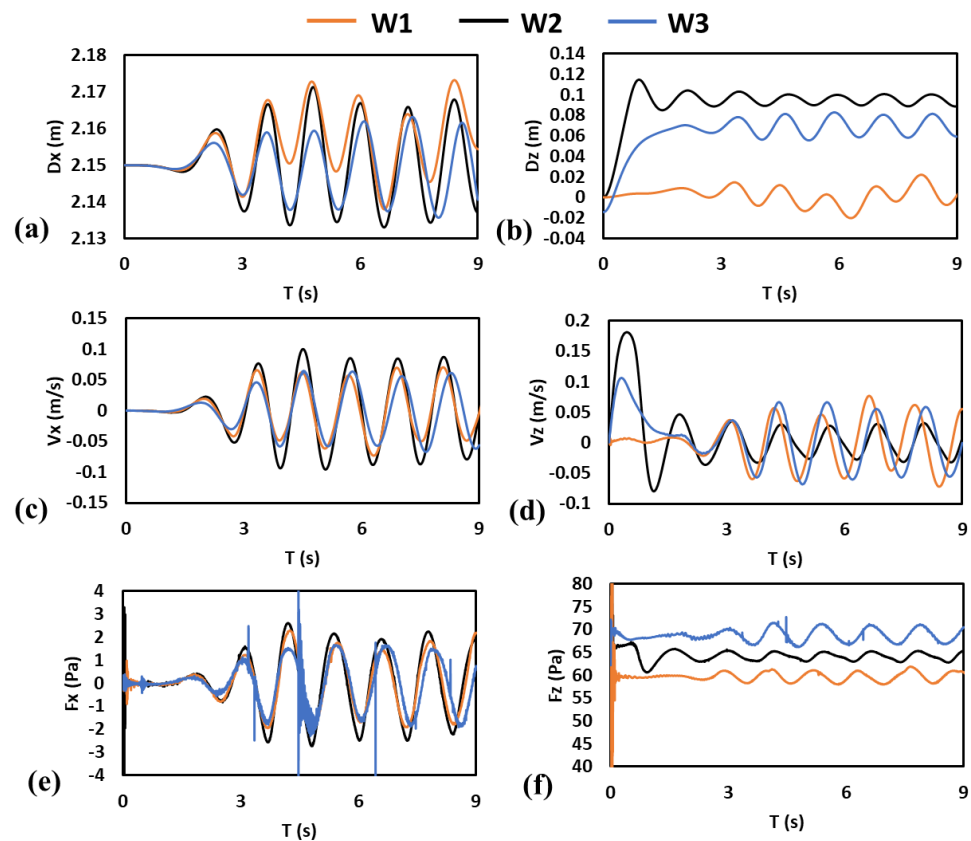 W1 W2 W3
2.18
2.17
2.16
2.15
2.14
2.13
Dx (m)
0 3 6 9
T (s)
(a)
0.14
0.12
0.1
0.08
0.06
0.04
0.02
0
-0.02
-0.04
Dz (m)
0 3 6 9
T (s)
(b)
0.15
0.1
0.05
0
-0.05
-0.1
-0.15
Vx (m/s)
0 3 6 9
T (s)
(c)
0.2
0.15
0.1
0.05
0
-0.05
-0.1
Vz (m/s)
0 3 6 9
T (s)
(d)
4
3
2
1
0
-1
-2
-3
-4
Fx (Pa)
0 3 6 9
T (s)
(e)
80
75
70
65
60
55
50
45
40
Fz (Pa)
0 3 6 9
T (s)
(f)